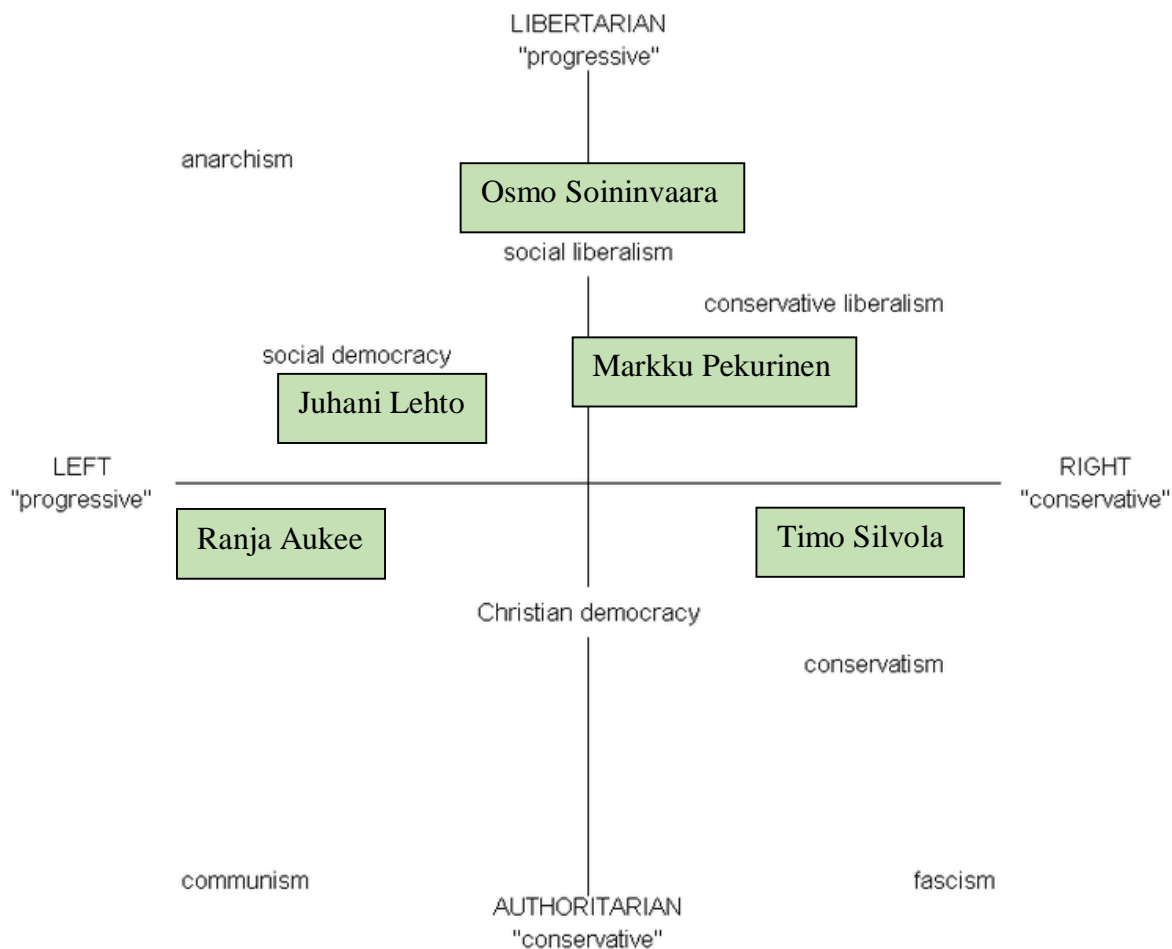 LIBERTARIAN
"progressive"
anarchism
Osmo Soininvaara
social liberalism
conservative liberalism
social democracy
Markku Pekurinen
Juhani Lehto
LEFT
"progressive"
RIGHT
"conservative"
Ranja Aukee
Timo Silvola
Christian democracy
conservatism
communism
fascism
AUTHORITARIAN
"conservative"